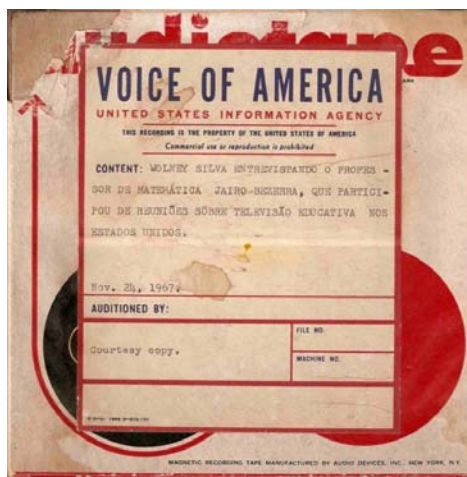 audiotape
VOICE OF AMERICA
UNITED STATES INFORMATION AGENCY
THIS RECORDING IS THE PROPERTY OF THE UNITED STATES OF AMERICA
Commercial use or reproduction is prohibited
CONTENT: WOLNEY SILVA ENTREVISTANDO O PROFES -
SOR DE MATEMÁTICA JAIRO BEZERRA, QUE PARTICI-
POU DE REUNIÕES SÔBRE TELEVISÃO EDUCATIVA NOS
ESTADOS UNIDOS.
Nov. 24, 1967.
AUDITIONED BY:
FILE NO.
Courtesy copy.
MACHINE NO.
MAGNETIC RECORDING TAPE MANUFACTURED BY AUDIO DEVICES, INC., NEW YORK, N.Y.